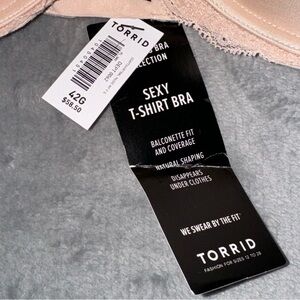 TORRID
42G
$58.50
BRA
SEXY
T-SHIRT BRA
BALCONETTE FIT
AND COVERAGE
NATURAL SHAPING
DISAPPEARS
UNDER CLOTHES
WE SWEAR BY THE FIT
TORRID
FASHION FOR SIZES 12 TO 28